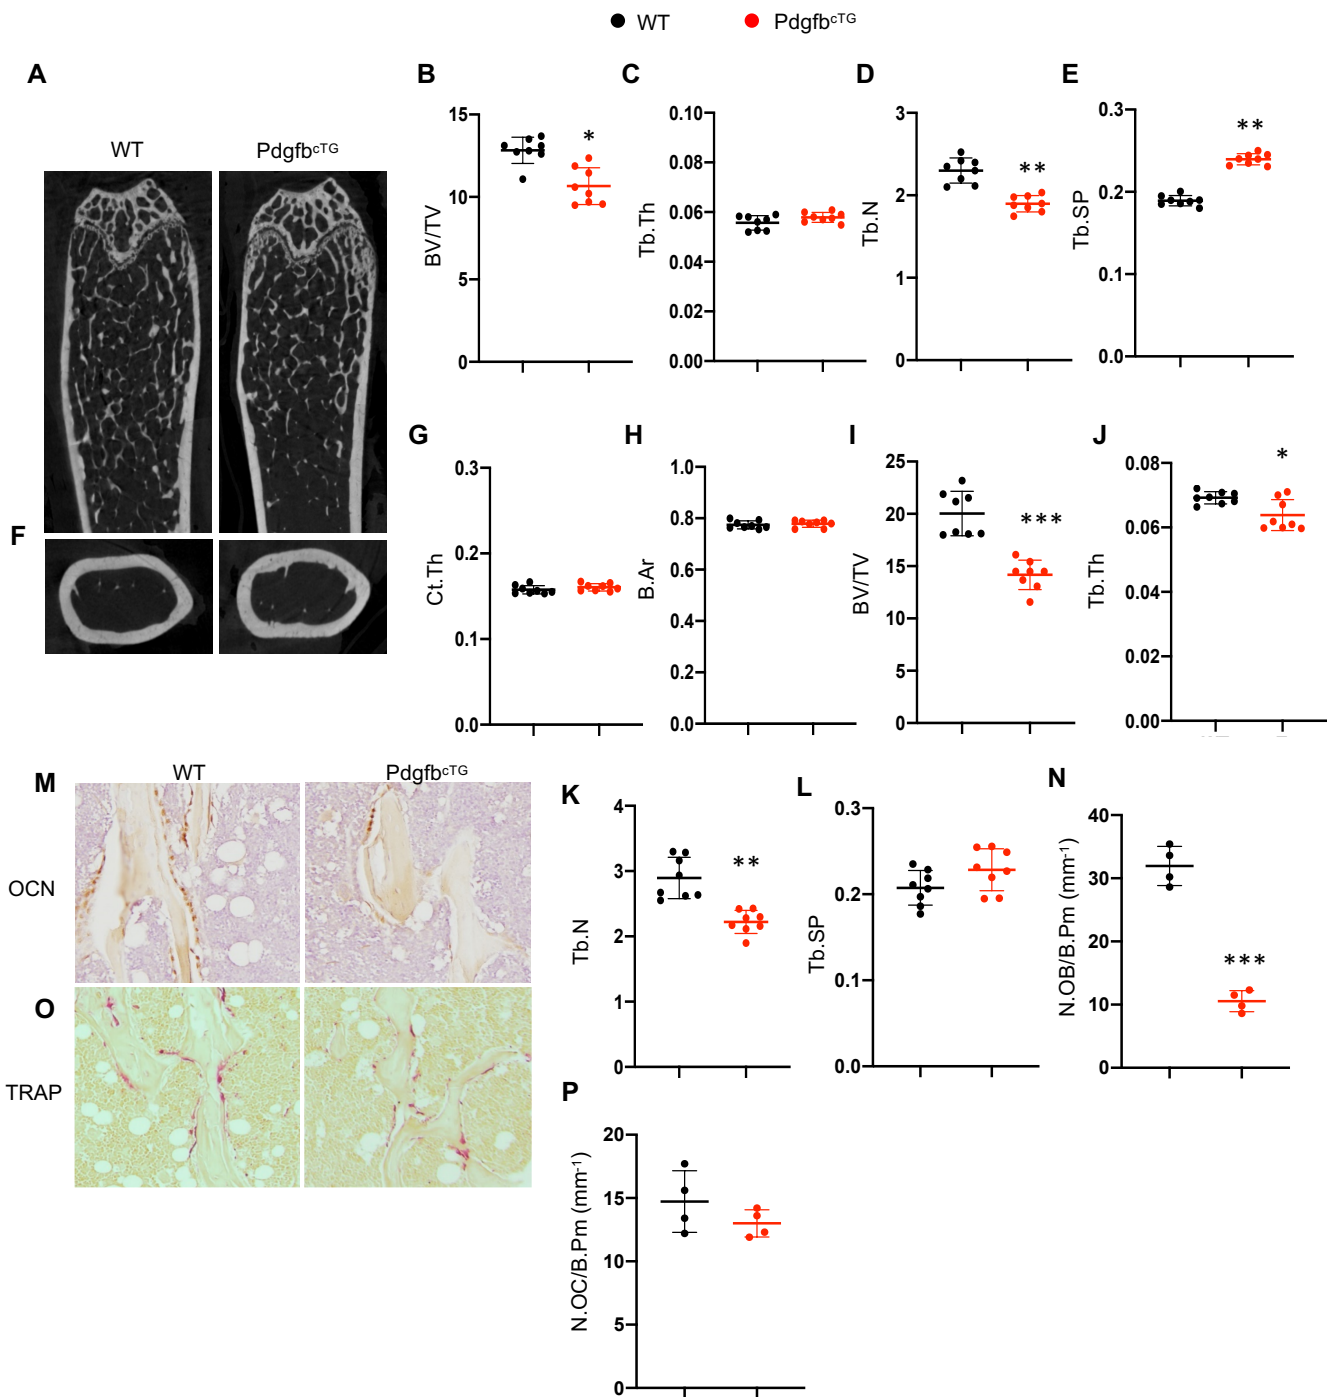 WT PdgfbcTG
A
WT PdgfbcTG
B
BV/TV
15
10
5
0
*
C
Tb.Th
0.10
0.08
0.06
0.04
0.02
0.00
D
Tb.N
3
2
1
0
**
E
Tb.SP
0.3
0.2
0.1
0.0
**
F
G
Ct.Th
0.3
0.2
0.1
0.0
H
B.Ar
1.0
0.8
0.6
0.4
0.2
0.0
I
BV/TV
25
20
15
10
5
0
***
J
Tb.Th
0.08
0.06
0.04
0.02
0.00
*
M
WT PdgfbcTG
OCN
K
Tb.N
4
3
2
1
0
**
L
Tb.SP
0.3
0.2
0.1
0.0
N
N.OB/B.Pm (mm-1)
40
30
20
10
0
***
O
TRAP
P
N.OC/B.Pm (mm-1)
20
15
10
5
0